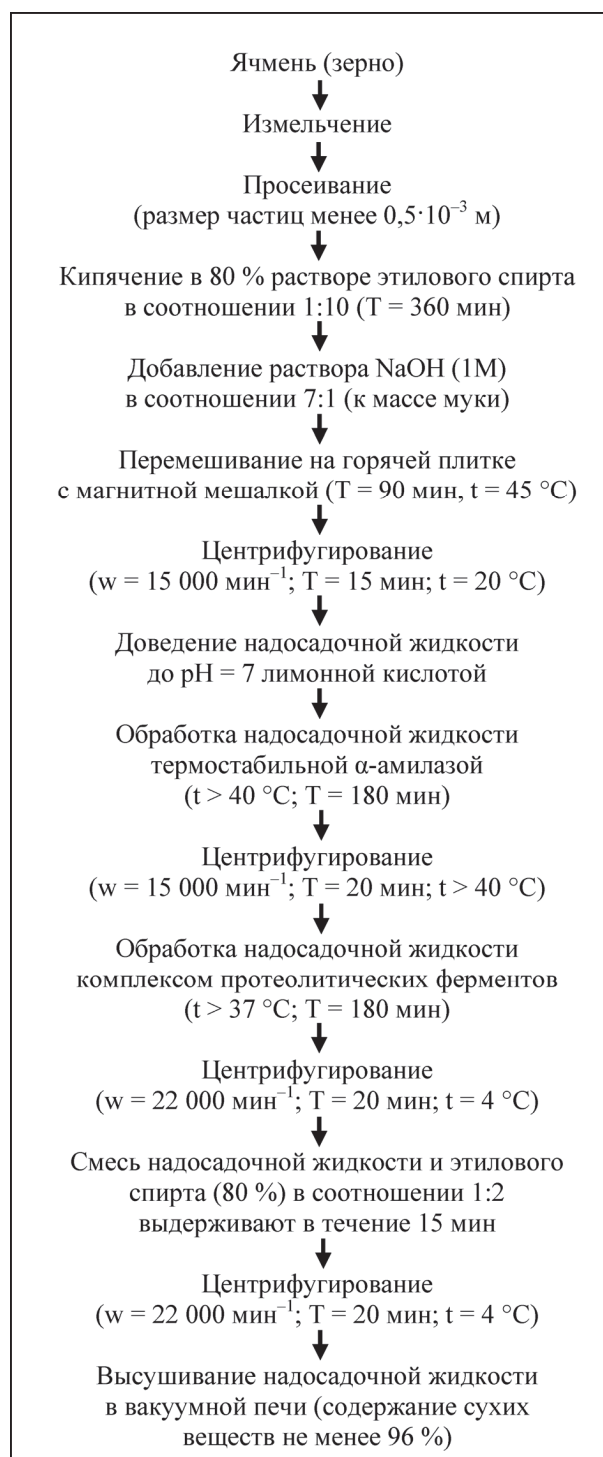 Ячмень (зерно)
Измельчение
Просеивание
(размер частиц менее 0,5·10⁻³ м)
Кипячение в 80 % растворе этилового спирта
в соотношении 1:10 (T = 360 мин)
Добавление раствора NaOH (1M)
в соотношении 7:1 (к массе муки)
Перемешивание на горячей плитке
с магнитной мешалкой (T = 90 мин, t = 45 °C)
Центрифугирование
(w = 15 000 мин⁻¹; T = 15 мин; t = 20 °C)
Доведение надосадочной жидкости
до pH = 7 лимонной кислотой
Обработка надосадочной жидкости
термостабильной α-амилазой
(t > 40 °C; T = 180 мин)
Центрифугирование
(w = 15 000 мин⁻¹; T = 20 мин; t > 40 °C)
Обработка надосадочной жидкости
комплексом протеолитических ферментов
(t > 37 °C; T = 180 мин)
Центрифугирование
(w = 22 000 мин⁻¹; T = 20 мин; t = 4 °C)
Смесь надосадочной жидкости и этилового
спирта (80 %) в соотношении 1:2
выдерживают в течение 15 мин
Центрифугирование
(w = 22 000 мин⁻¹; T = 20 мин; t = 4 °C)
Высушивание надосадочной жидкости
в вакуумной печи (содержание сухих
веществ не менее 96 %)